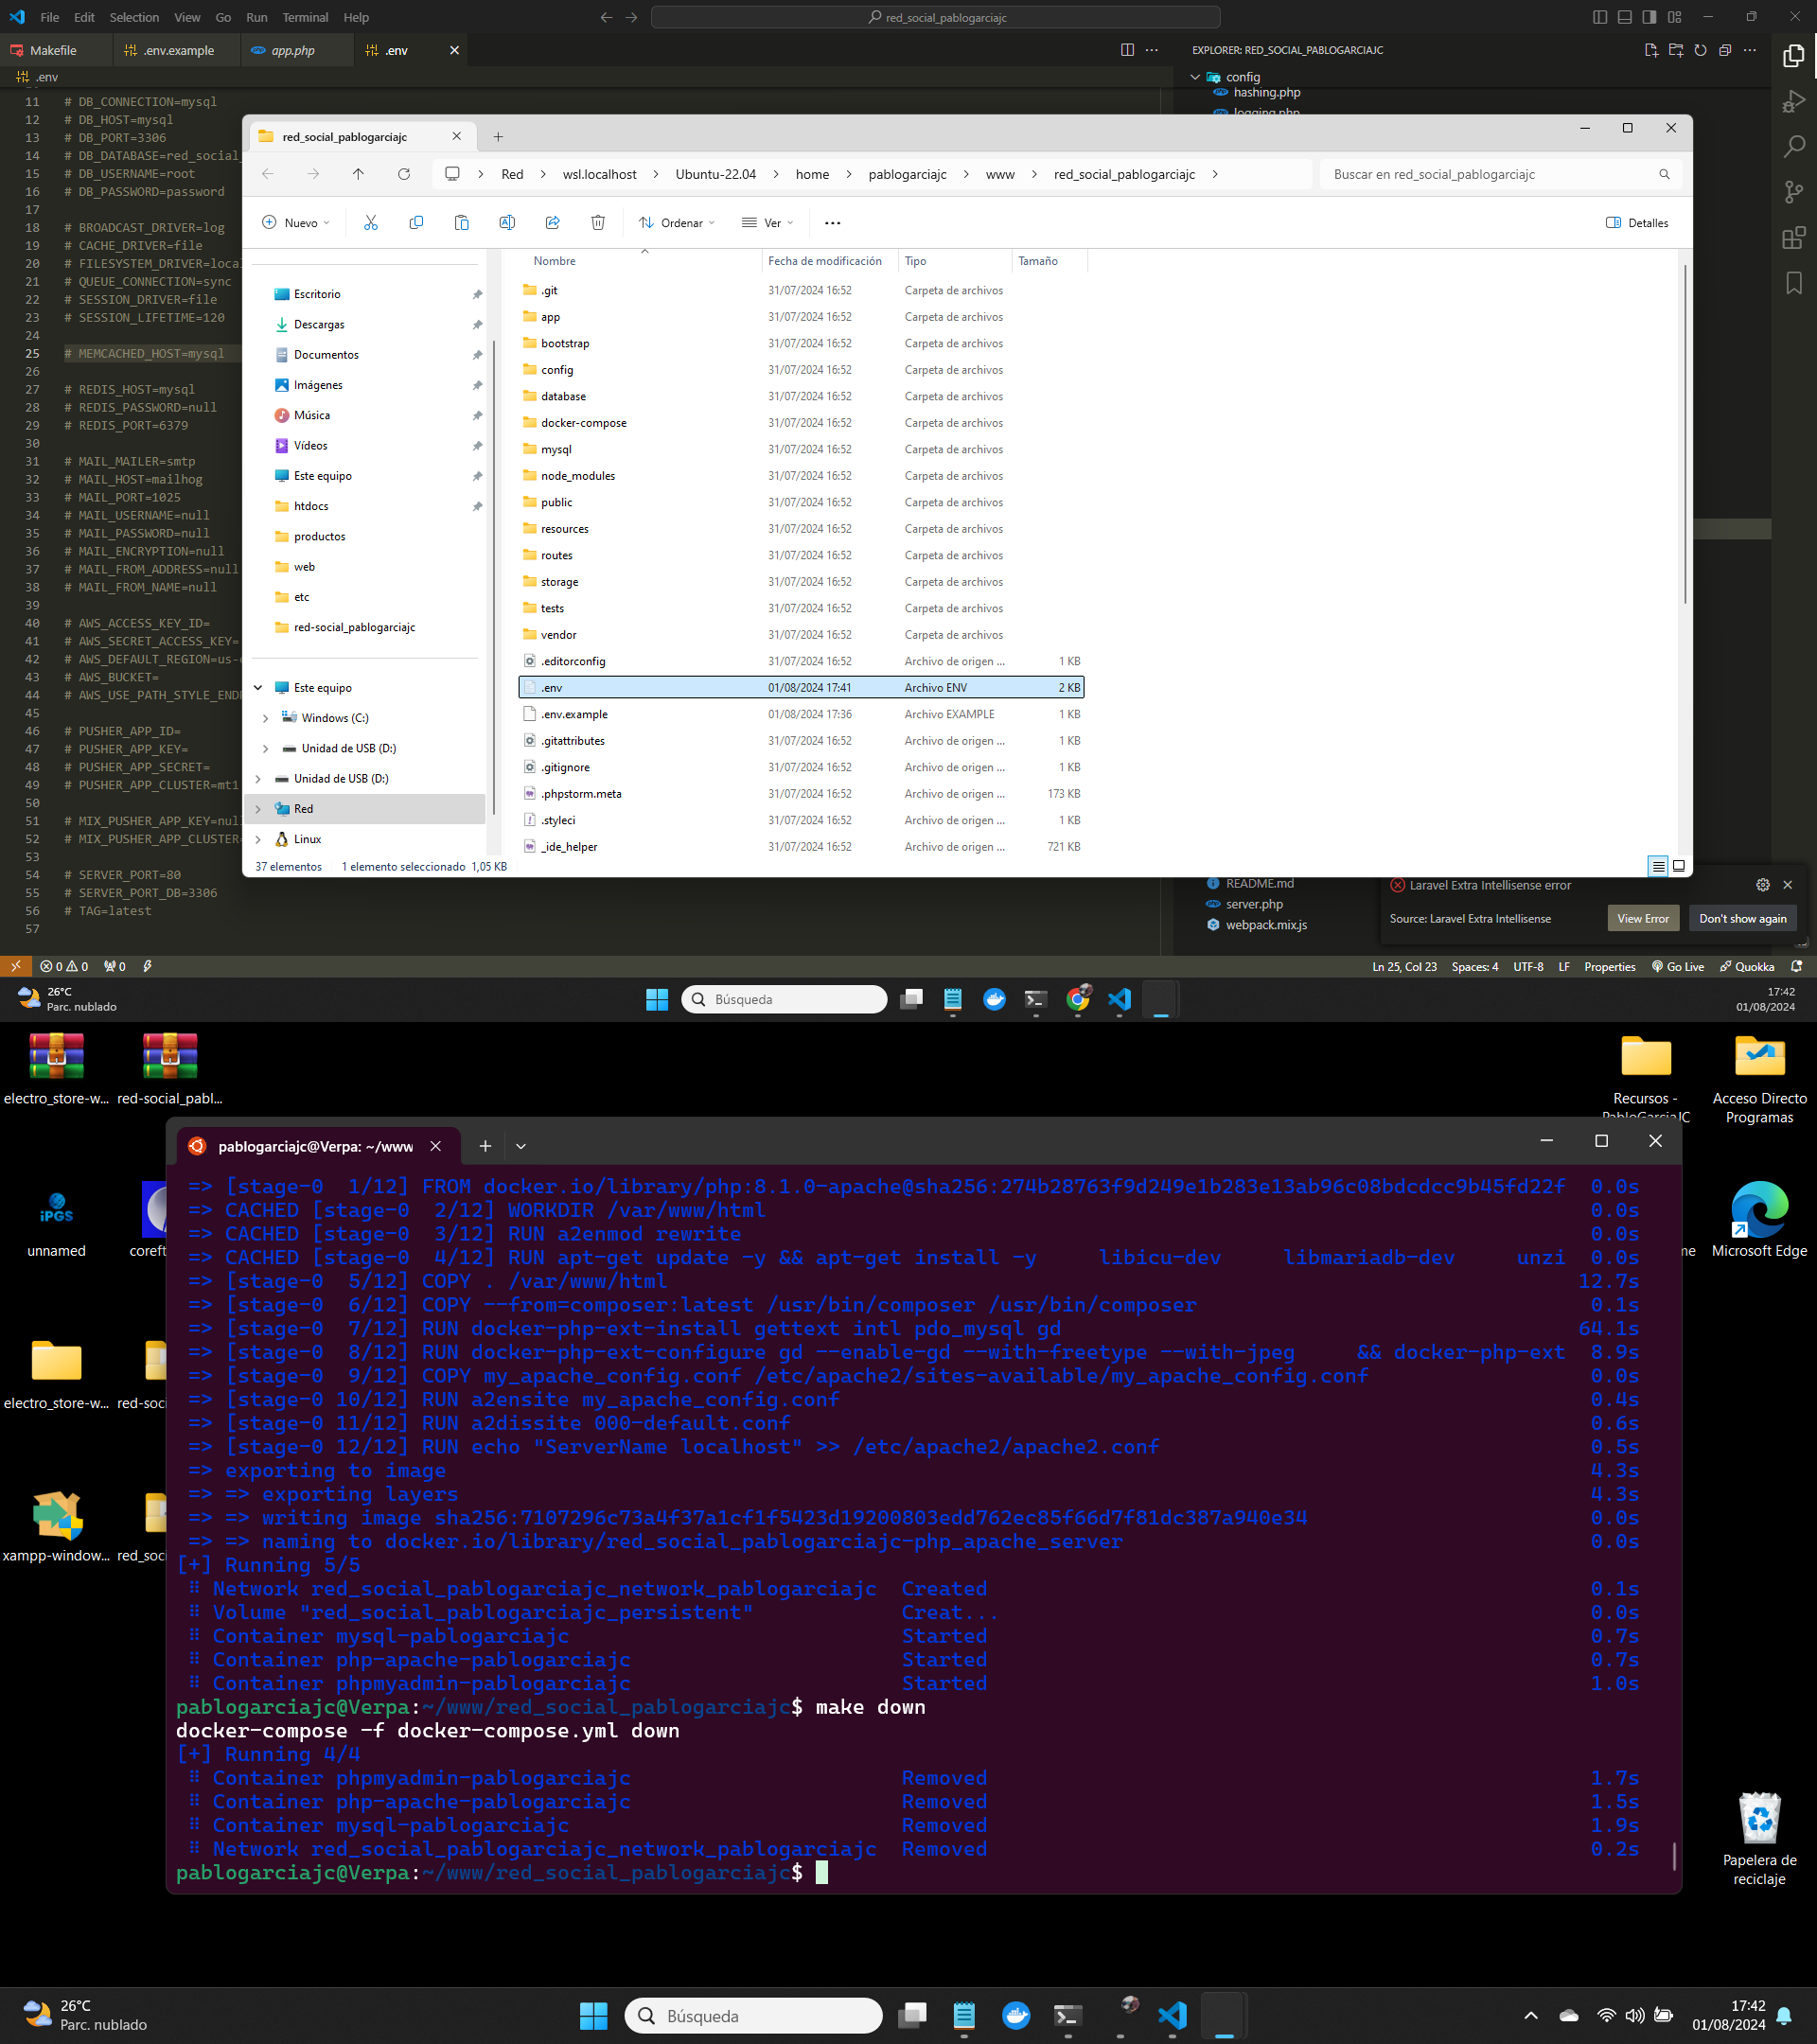 File Edit Selection View Go Run Terminal Help
red_social_pablogarciajc
Makefile
.env.example
app.php
.env
EXPLORER: RED_SOCIAL_PABLOGARCIAJC
.env
config
hashing.php
logging.php
11 # DB_CONNECTION=mysql
12 # DB_HOST=mysql
13 # DB_PORT=3306
14 # DB_DATABASE=red_social_
15 # DB_USERNAME=root
16 # DB_PASSWORD=password
17
18 # BROADCAST_DRIVER=log
19 # CACHE_DRIVER=file
20 # FILESYSTEM_DRIVER=local
21 # QUEUE_CONNECTION=sync
22 # SESSION_DRIVER=file
23 # SESSION_LIFETIME=120
24
25 # MEMCACHED_HOST=mysql
26
27 # REDIS_HOST=mysql
28 # REDIS_PASSWORD=null
29 # REDIS_PORT=6379
30
31 # MAIL_MAILER=smtp
32 # MAIL_HOST=mailhog
33 # MAIL_PORT=1025
34 # MAIL_USERNAME=null
35 # MAIL_PASSWORD=null
36 # MAIL_ENCRYPTION=null
37 # MAIL_FROM_ADDRESS=null
38 # MAIL_FROM_NAME=null
39
40 # AWS_ACCESS_KEY_ID=
41 # AWS_SECRET_ACCESS_KEY=
42 # AWS_DEFAULT_REGION=us-
43 # AWS_BUCKET=
44 # AWS_USE_PATH_STYLE_END
45
46 # PUSHER_APP_ID=
47 # PUSHER_APP_KEY=
48 # PUSHER_APP_SECRET=
49 # PUSHER_APP_CLUSTER=mt1
50
51 # MIX_PUSHER_APP_KEY=nul
52 # MIX_PUSHER_APP_CLUSTER
53
54 # SERVER_PORT=80
55 # SERVER_PORT_DB=3306
56 # TAG=latest
57
red_social_pablogarciajc
Red > wsl.localhost > Ubuntu-22.04 > home > pablogarciajc > www > red_social_pablogarciajc >
Buscar en red_social_pablogarciajc
Nuevo
Ordenar
Ver
Detalles
Nombre Fecha de modificación Tipo Tamaño
Escritorio
Descargas
Documentos
Imágenes
Música
Vídeos
Este equipo
htdocs
productos
web
etc
red-social_pablogarciajc
Este equipo
Windows (C:)
Unidad de USB (D:)
Unidad de USB (D:)
Red
Linux
.git 31/07/2024 16:52 Carpeta de archivos
app 31/07/2024 16:52 Carpeta de archivos
bootstrap 31/07/2024 16:52 Carpeta de archivos
config 31/07/2024 16:52 Carpeta de archivos
database 31/07/2024 16:52 Carpeta de archivos
docker-compose 31/07/2024 16:52 Carpeta de archivos
mysql 31/07/2024 16:52 Carpeta de archivos
node_modules 31/07/2024 16:52 Carpeta de archivos
public 31/07/2024 16:52 Carpeta de archivos
resources 31/07/2024 16:52 Carpeta de archivos
routes 31/07/2024 16:52 Carpeta de archivos
storage 31/07/2024 16:52 Carpeta de archivos
tests 31/07/2024 16:52 Carpeta de archivos
vendor 31/07/2024 16:52 Carpeta de archivos
.editorconfig 31/07/2024 16:52 Archivo de origen ... 1 KB
.env 01/08/2024 17:41 Archivo ENV 2 KB
.env.example 01/08/2024 17:36 Archivo EXAMPLE 1 KB
.gitattributes 31/07/2024 16:52 Archivo de origen ... 1 KB
.gitignore 31/07/2024 16:52 Archivo de origen ... 1 KB
.phpstorm.meta 31/07/2024 16:52 Archivo de origen ... 173 KB
.styleci 31/07/2024 16:52 Archivo de origen ... 1 KB
_ide_helper 31/07/2024 16:52 Archivo de origen ... 721 KB
37 elementos 1 elemento seleccionado 1,05 KB
README.md
server.php
webpack.mix.js
Laravel Extra Intellisense error
Source: Laravel Extra Intellisense
View Error
Don't show again
0 0 0
Ln 25, Col 23 Spaces: 4 UTF-8 LF Properties Go Live Quokka
26°C
Parc. nublado
Búsqueda
17:42
01/08/2024
electro_store-w...
red-social_pabl...
Recursos -
PabloGarciaJC
Acceso Directo
Programas
iPGS
unnamed
coreft
me
Microsoft Edge
electro_store-w...
red-soci
xampp-window...
red_soci
Papelera de
reciclaje
pablogarciajc@Verpa: ~/www
=> [stage-0  1/12] FROM docker.io/library/php:8.1.0-apache@sha256:274b28763f9d249e1b283e13ab96c08bdcdcc9b45fd22f 0.0s
=> CACHED [stage-0  2/12] WORKDIR /var/www/html 0.0s
=> CACHED [stage-0  3/12] RUN a2enmod rewrite 0.0s
=> CACHED [stage-0  4/12] RUN apt-get update -y && apt-get install -y     libicu-dev     libmariadb-dev     unzi 0.0s
=> [stage-0  5/12] COPY . /var/www/html 12.7s
=> [stage-0  6/12] COPY --from=composer:latest /usr/bin/composer /usr/bin/composer 0.1s
=> [stage-0  7/12] RUN docker-php-ext-install gettext intl pdo_mysql gd 64.1s
=> [stage-0  8/12] RUN docker-php-ext-configure gd --enable-gd --with-freetype --with-jpeg     && docker-php-ext 8.9s
=> [stage-0  9/12] COPY my_apache_config.conf /etc/apache2/sites-available/my_apache_config.conf 0.0s
=> [stage-0 10/12] RUN a2ensite my_apache_config.conf 0.4s
=> [stage-0 11/12] RUN a2dissite 000-default.conf 0.6s
=> [stage-0 12/12] RUN echo "ServerName localhost" >> /etc/apache2/apache2.conf 0.5s
=> exporting to image 4.3s
=> => exporting layers 4.3s
=> => writing image sha256:7107296c73a4f37a1cf1f5423d19200803edd762ec85f66d7f81dc387a940e34 0.0s
=> => naming to docker.io/library/red_social_pablogarciajc-php_apache_server 0.0s
[+] Running 5/5
⠿ Network red_social_pablogarciajc_network_pablogarciajc Created 0.1s
⠿ Volume "red_social_pablogarciajc_persistent" Creat... 0.0s
⠿ Container mysql-pablogarciajc Started 0.7s
⠿ Container php-apache-pablogarciajc Started 0.7s
⠿ Container phpmyadmin-pablogarciajc Started 1.0s
pablogarciajc@Verpa:~/www/red_social_pablogarciajc$ make down
docker-compose -f docker-compose.yml down
[+] Running 4/4
⠿ Container phpmyadmin-pablogarciajc Removed 1.7s
⠿ Container php-apache-pablogarciajc Removed 1.5s
⠿ Container mysql-pablogarciajc Removed 1.9s
⠿ Network red_social_pablogarciajc_network_pablogarciajc Removed 0.2s
pablogarciajc@Verpa:~/www/red_social_pablogarciajc$
26°C
Parc. nublado
Búsqueda
17:42
01/08/2024